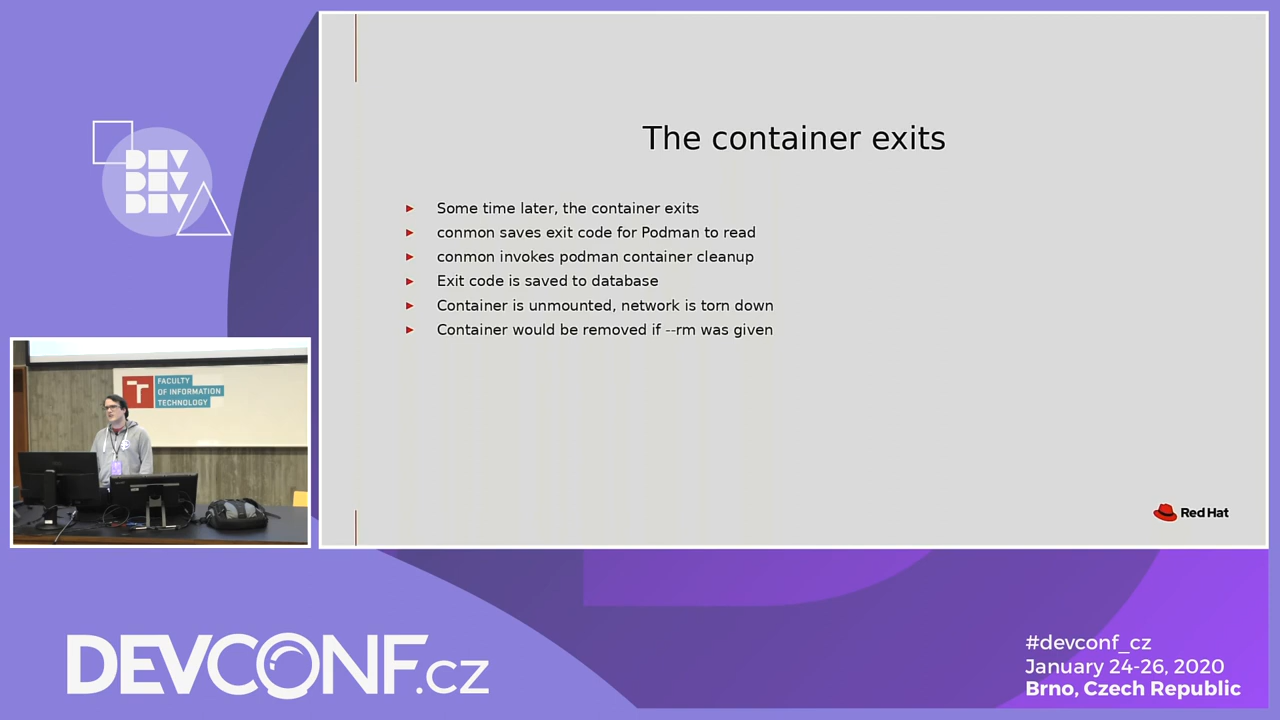 DEV
DEV
DEV
The container exits
Some time later, the container exits
conmon saves exit code for Podman to read
conmon invokes podman container cleanup
Exit code is saved to database
Container is unmounted, network is torn down
Container would be removed if --rm was given
Red Hat
FACULTY
OF INFORMATION
TECHNOLOGY
DEVCONF.cz
#devconf_cz
January 24-26, 2020
Brno, Czech Republic